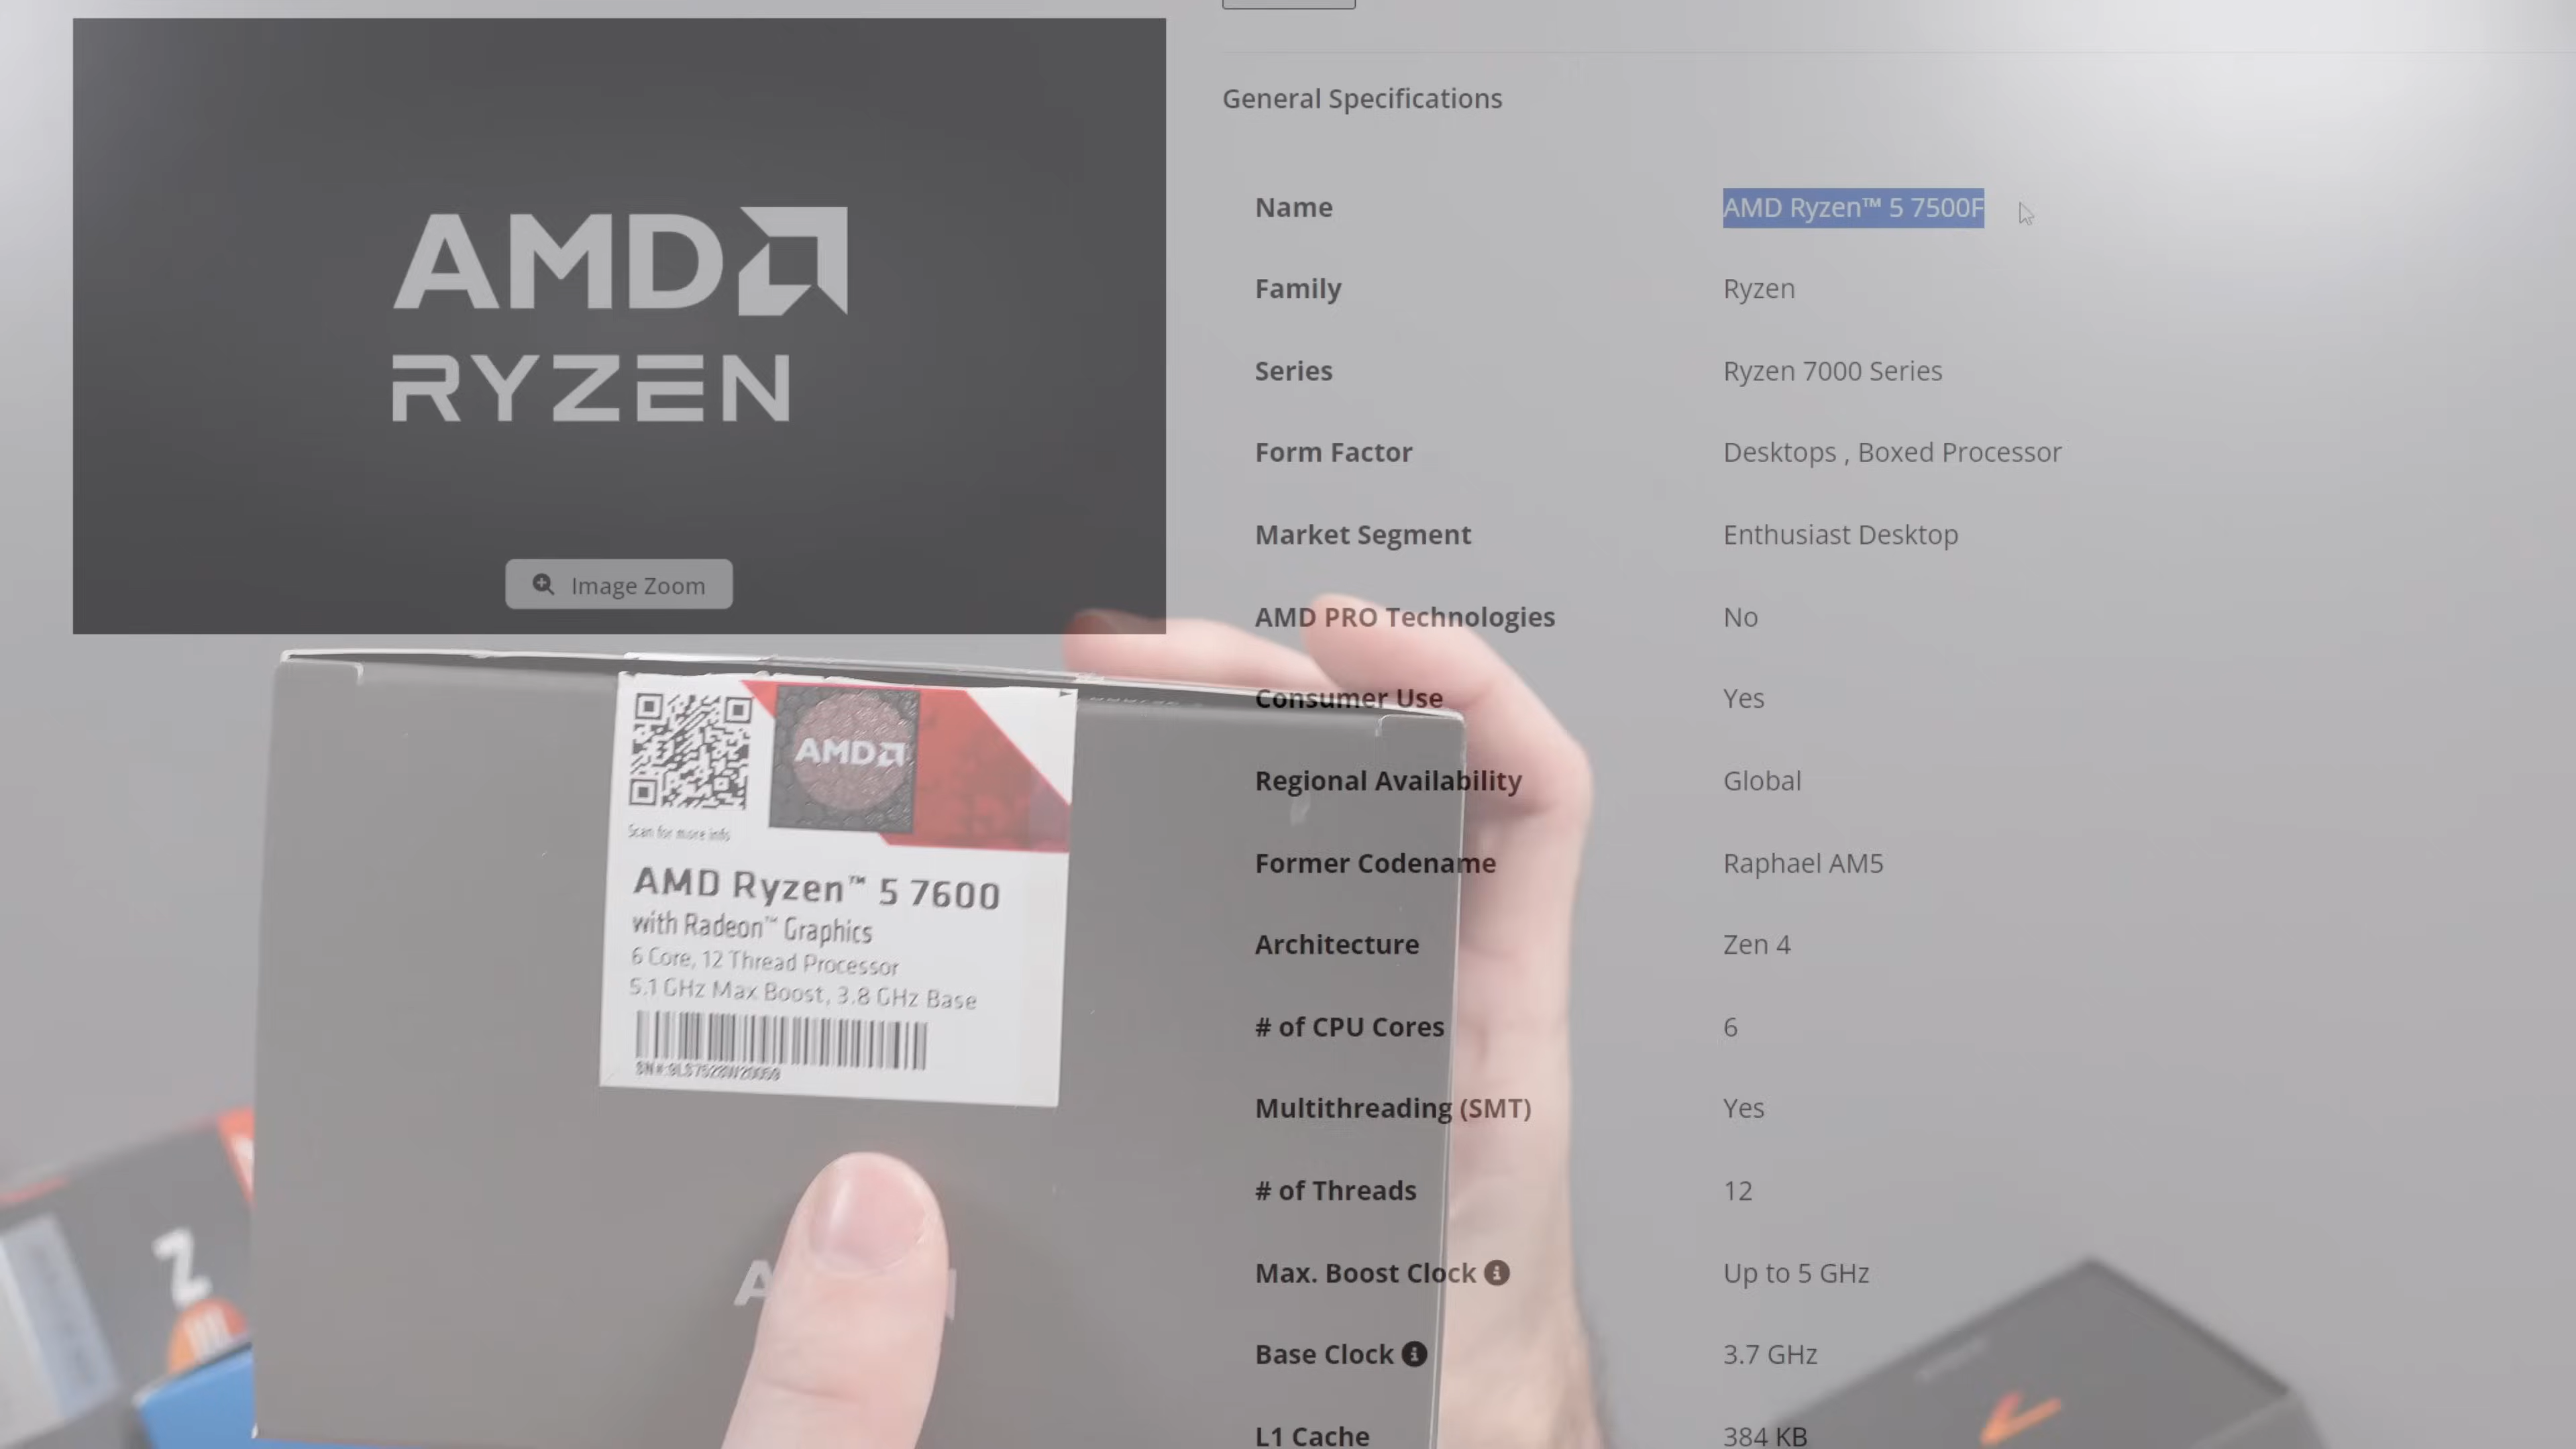 AMD
RYZEN
Image Zoom
General Specifications
Name AMD Ryzen™ 5 7500F
Family Ryzen
Series Ryzen 7000 Series
Form Factor Desktops , Boxed Processor
Market Segment Enthusiast Desktop
AMD PRO Technologies No
Consumer Use Yes
Regional Availability Global
Former Codename Raphael AM5
Architecture Zen 4
# of CPU Cores 6
Multithreading (SMT) Yes
# of Threads 12
Max. Boost Clock Up to 5 GHz
Base Clock 3.7 GHz
L1 Cache 384 KB
AMD
Scan for more info
AMD Ryzen™ 5 7600
with Radeon™ Graphics
6 Core, 12 Thread Processor
5.1 GHz Max Boost, 3.8 GHz Base
Z